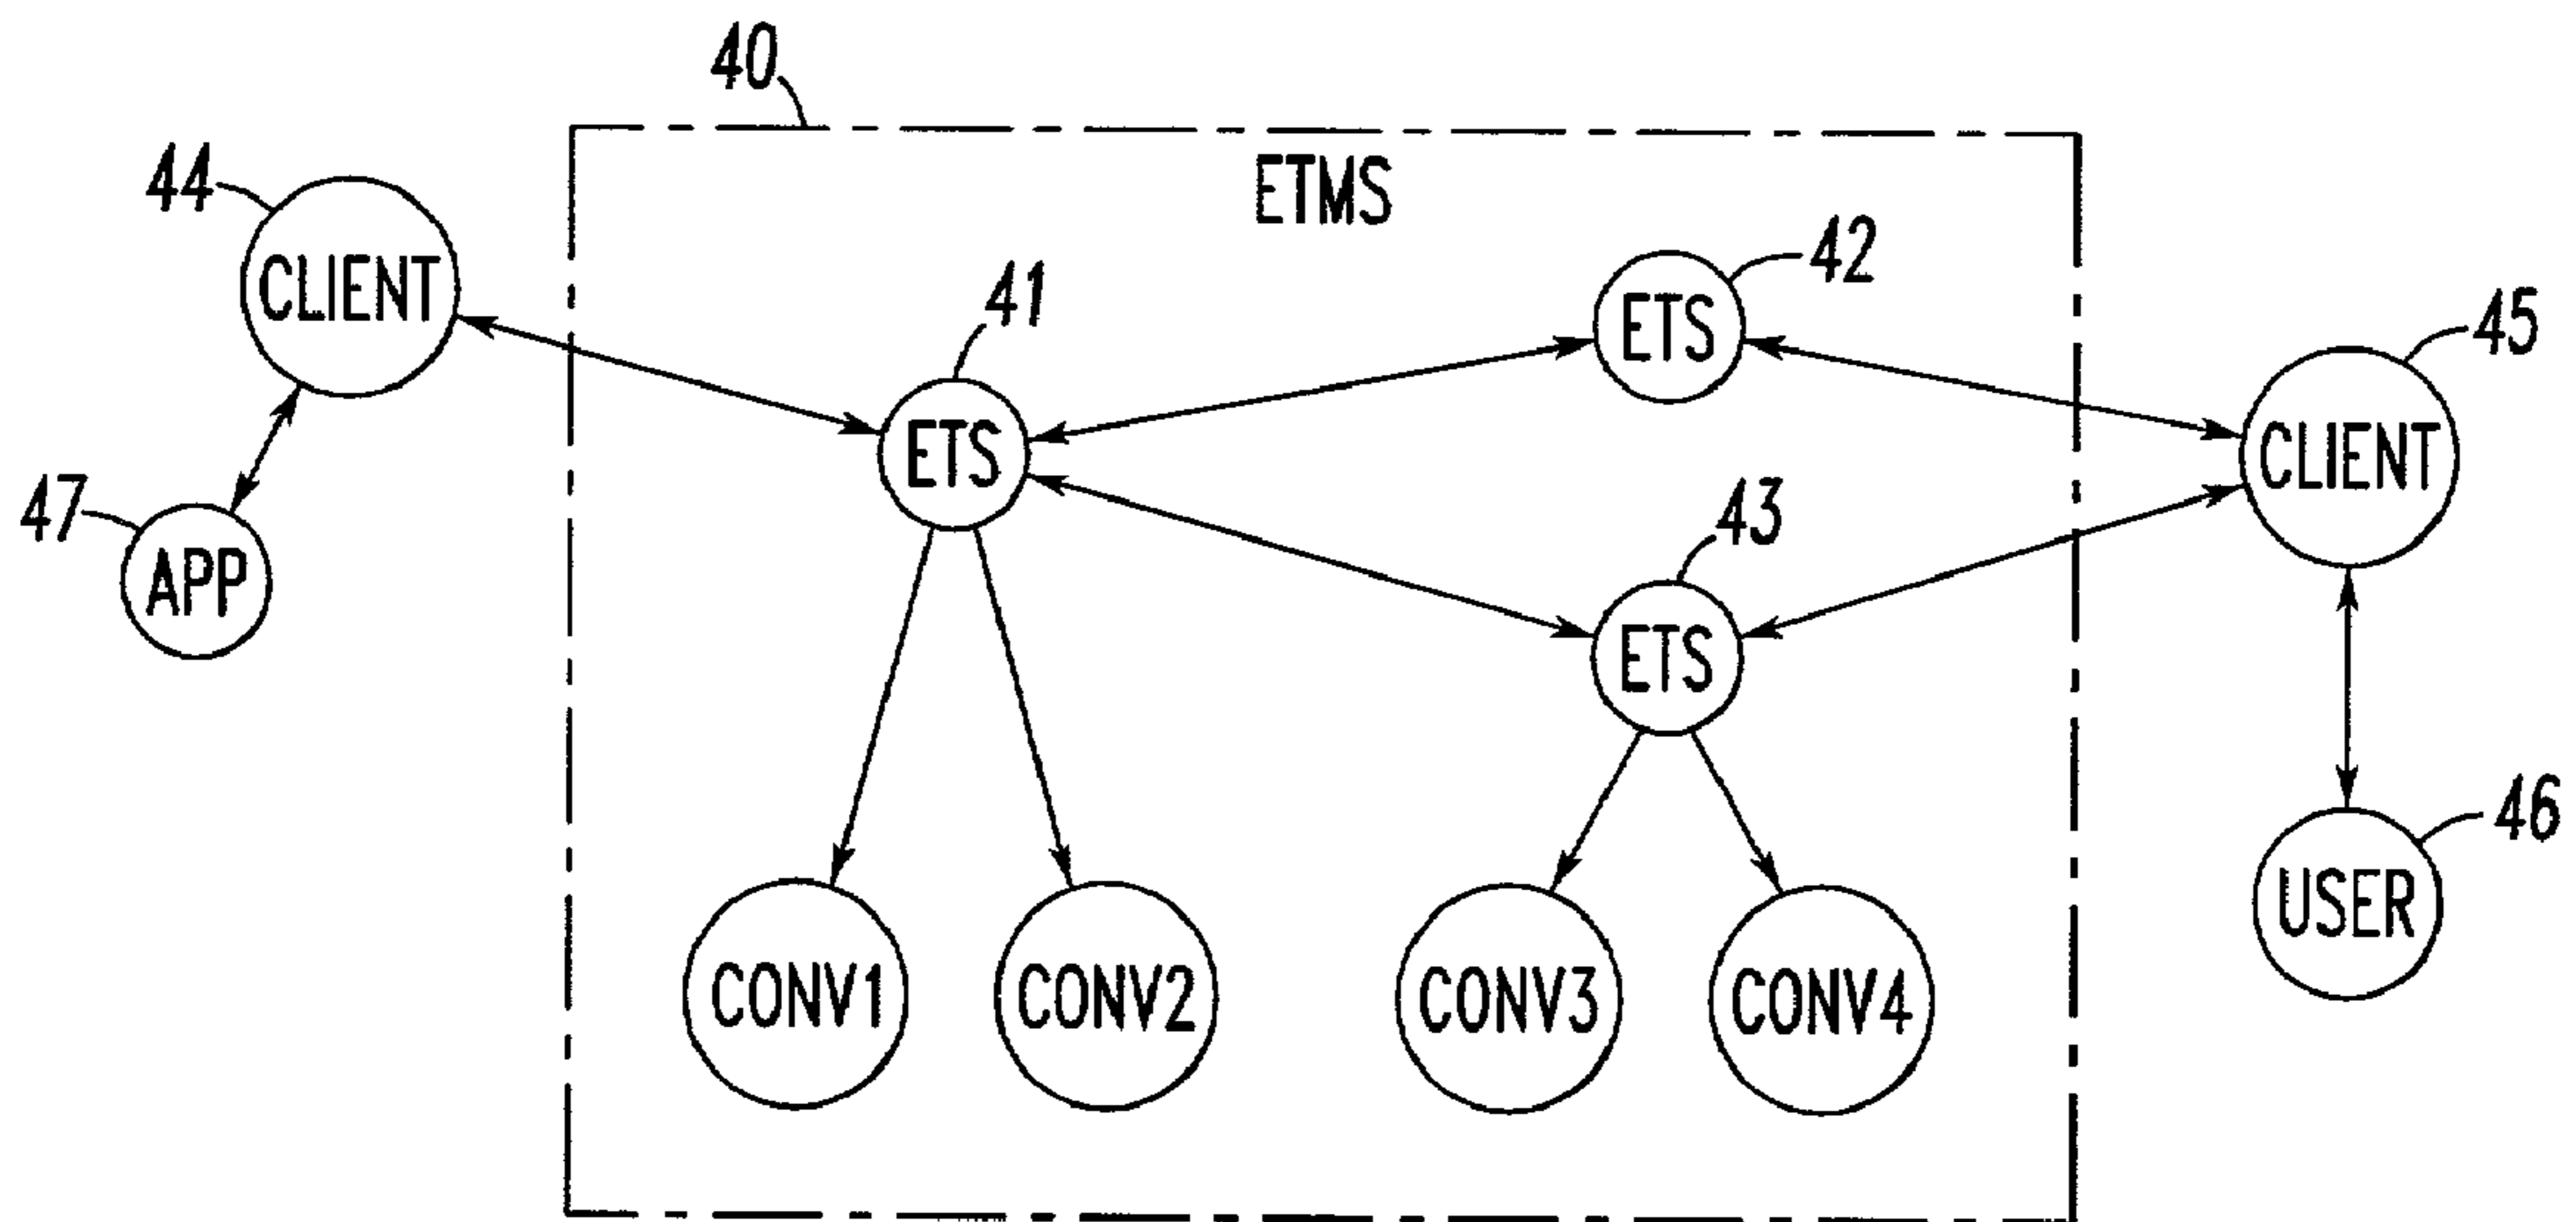 40
ETMS
44
CLIENT
42
ETS
41
ETS
45
CLIENT
47
APP
43
ETS
46
USER
CONV1
CONV2
CONV3
CONV4